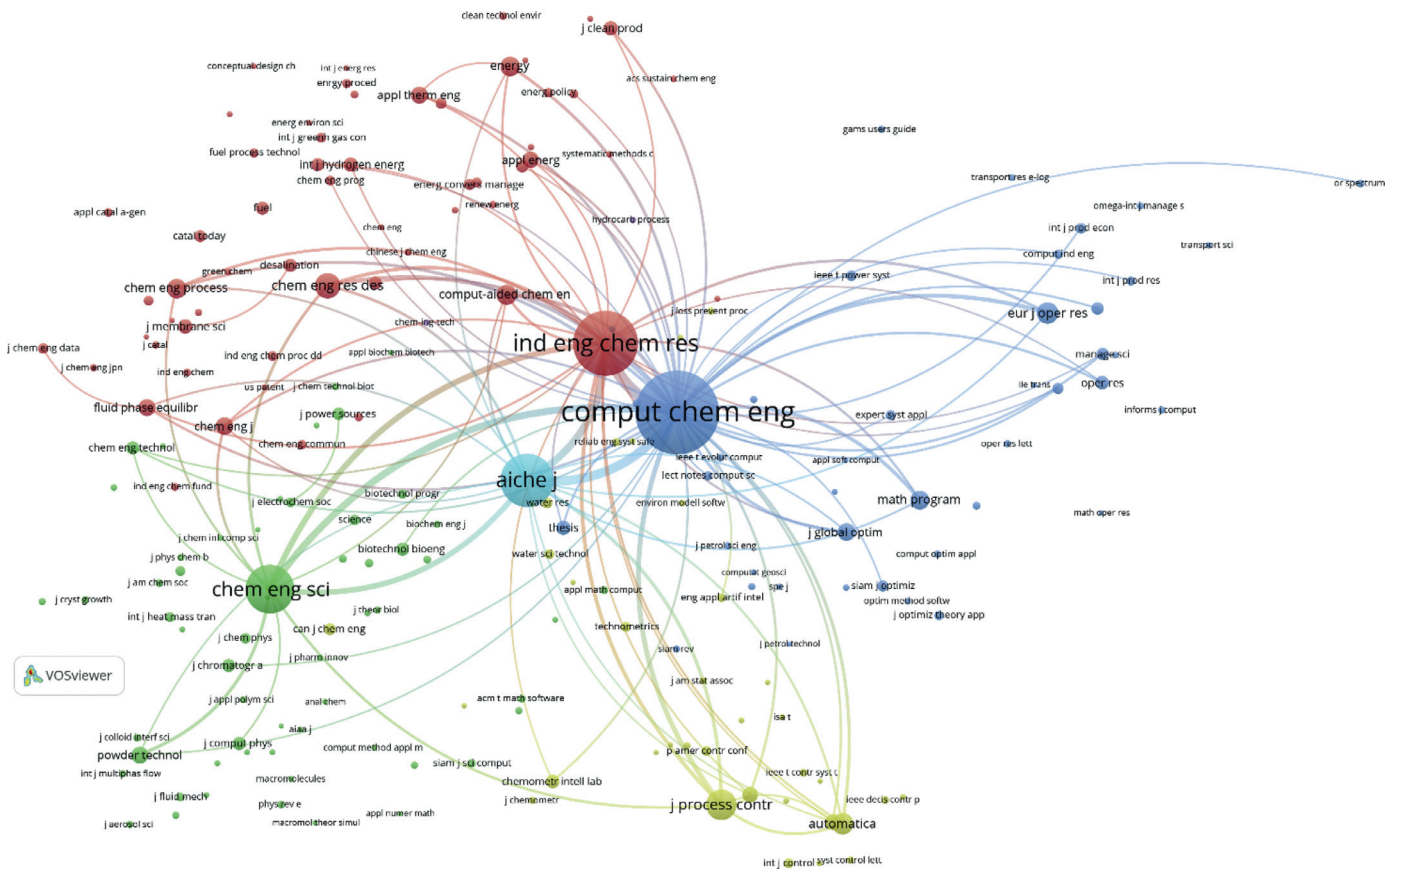 clean technol envir
j clean prod
conceptual design ch
int j energ res
energy
acs sustain chem eng
enrgy proced
appl therm eng
energ policy
energ environ sci
int j greenh gas con
gams users guide
fuel process technol
int j hydrogen energ
appl energ
systematic methods c
chem eng prog
energ convers manage
transport res e-log
or spectrum
renew energ
omega-int j manage s
appl catal a-gen
fuel
hydrocarb process
chem eng
int j prod econ
catal today
transport sci
chinese j chem eng
comput ind eng
green chem
desalination
ieee t power syst
int j prod res
chem eng process
chem eng res des
comput-aided chem en
j loss prevent proc
eur j oper res
j membrane sci
chem-ing-tech
j catal
ind eng chem res
j chem eng data
ind eng chem proc dd
appl biochem biotech
manage sci
j chem eng jpn
ind eng chem
us patent
j chem technol biot
iie trans
oper res
fluid phase equilibr
j power sources
comput chem eng
expert syst appl
informs j comput
chem eng j
chem eng technol
chem eng commun
reliab eng syst safe
oper res lett
ieee t evolut comput
appl soft comput
ind eng chem fund
aiche j
lect notes comput sc
j electrochem soc
biotechnol progr
water res
environ modell softw
math program
science
biochem eng j
thesis
math oper res
j chem inf comp sci
j global optim
j phys chem b
biotechnol bioeng
water sci technol
j petrol sci eng
comput optim appl
j am chem soc
chem eng sci
appl math comput
computat geosci
spe j
siam j optimiz
j cryst growth
eng appl artif intel
optim method softw
int j heat mass tran
j theor biol
j optimiz theory app
j chem phys
can j chem eng
technometrics
j chromatogr a
j pharm innov
siam rev
j petrol technol
VOSviewer
j am stat assoc
j appl polym sci
anal chem
acm t math software
isa t
j colloid interf sci
aiaa j
powder technol
j comput phys
comput method appl m
siam j sci comput
p amer contr conf
int j multiphas flow
macromolecules
chemometr intell lab
ieee t contr syst t
j fluid mech
phys rev e
j chemometr
j process contr
ieee decis contr p
j aerosol sci
macromol theor simul
appl numer math
automatica
int j control
syst control lett